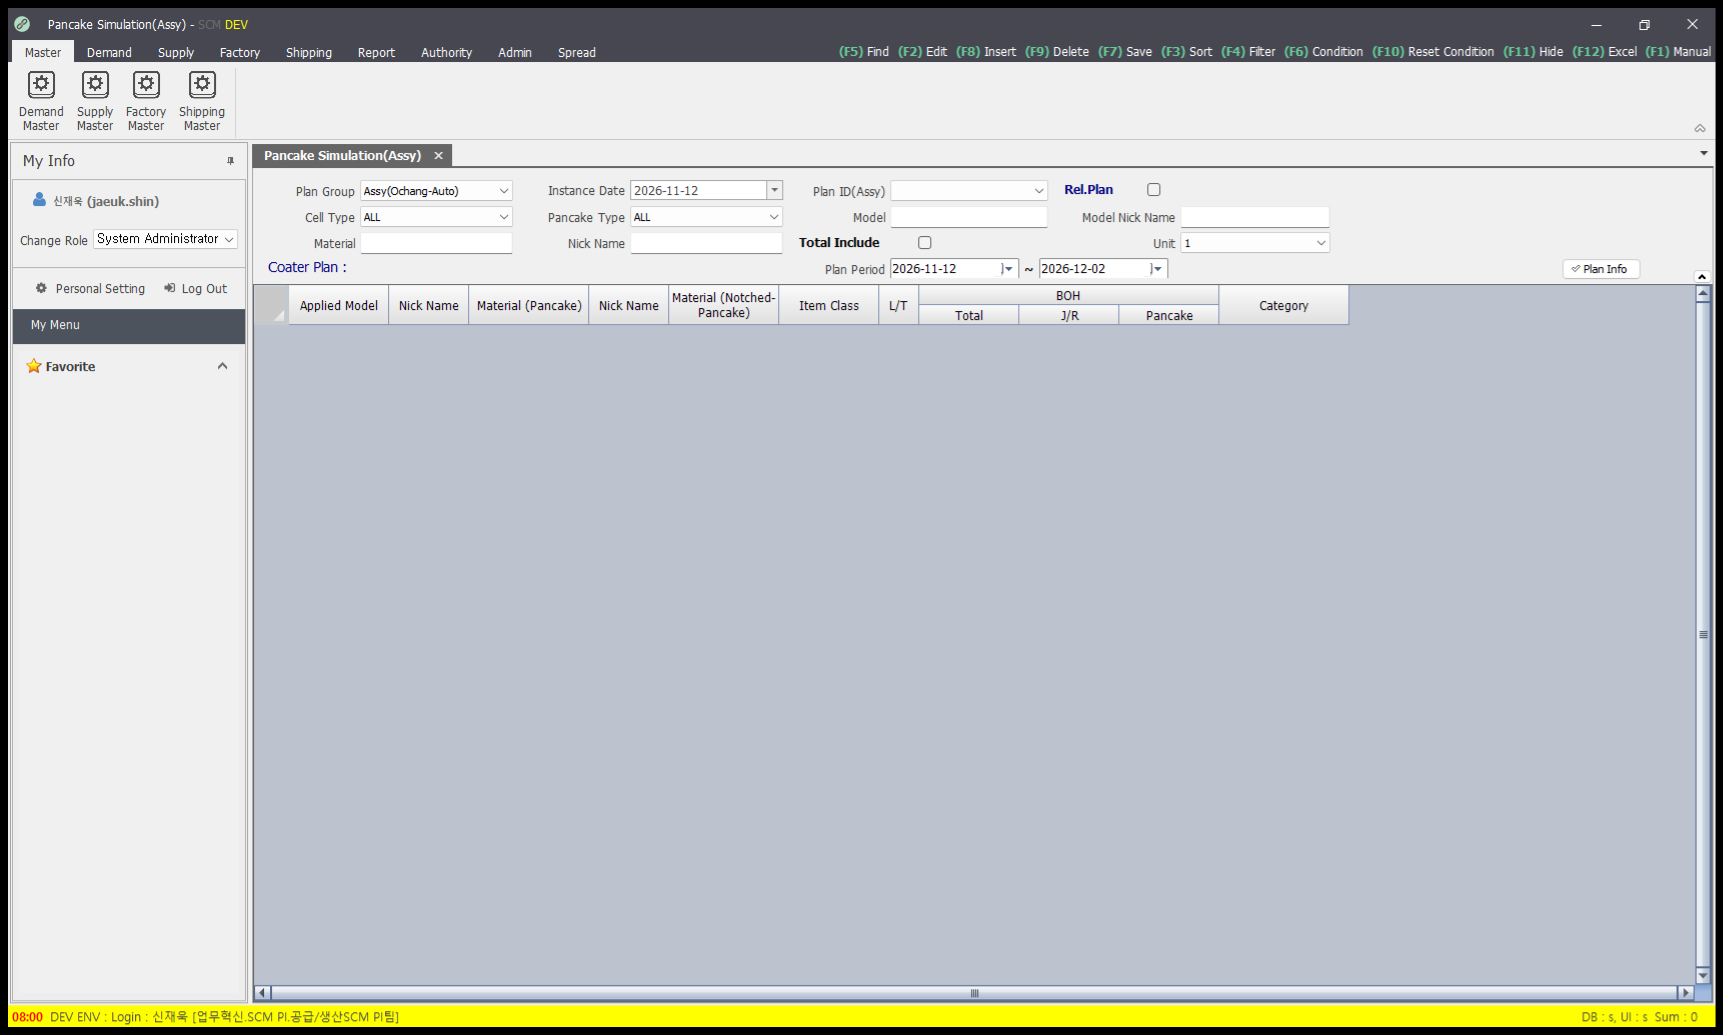 Pancake Simulation(Assy) - SCM DEV
Master Demand Supply Factory Shipping Report Authority Admin Spread (F5) Find (F2) Edit (F8) Insert (F9) Delete (F7) Save (F3) Sort (F4) Filter (F6) Condition (F10) Reset Condition (F11) Hide (F12) Excel (F1) Manual
Demand Master Supply Master Factory Master Shipping Master
My Info
신재욱 (jaeuk.shin)
Change Role System Administrator
Personal Setting Log Out
My Menu
Favorite
Pancake Simulation(Assy)
Plan Group Assy(Ochang-Auto) Instance Date 2026-11-12 Plan ID(Assy) Rel.Plan
Cell Type ALL Pancake Type ALL Model Model Nick Name
Material Nick Name Total Include Unit 1
Coater Plan : Plan Period 2026-11-12 ~ 2026-12-02 Plan Info
Applied Model Nick Name Material (Pancake) Nick Name Material (Notched-Pancake) Item Class L/T BOH Category
Total J/R Pancake
08:00 DEV ENV : Login : 신재욱 [업무혁신.SCM PI.공급/생산SCM PI팀] DB : s, UI : s Sum : 0